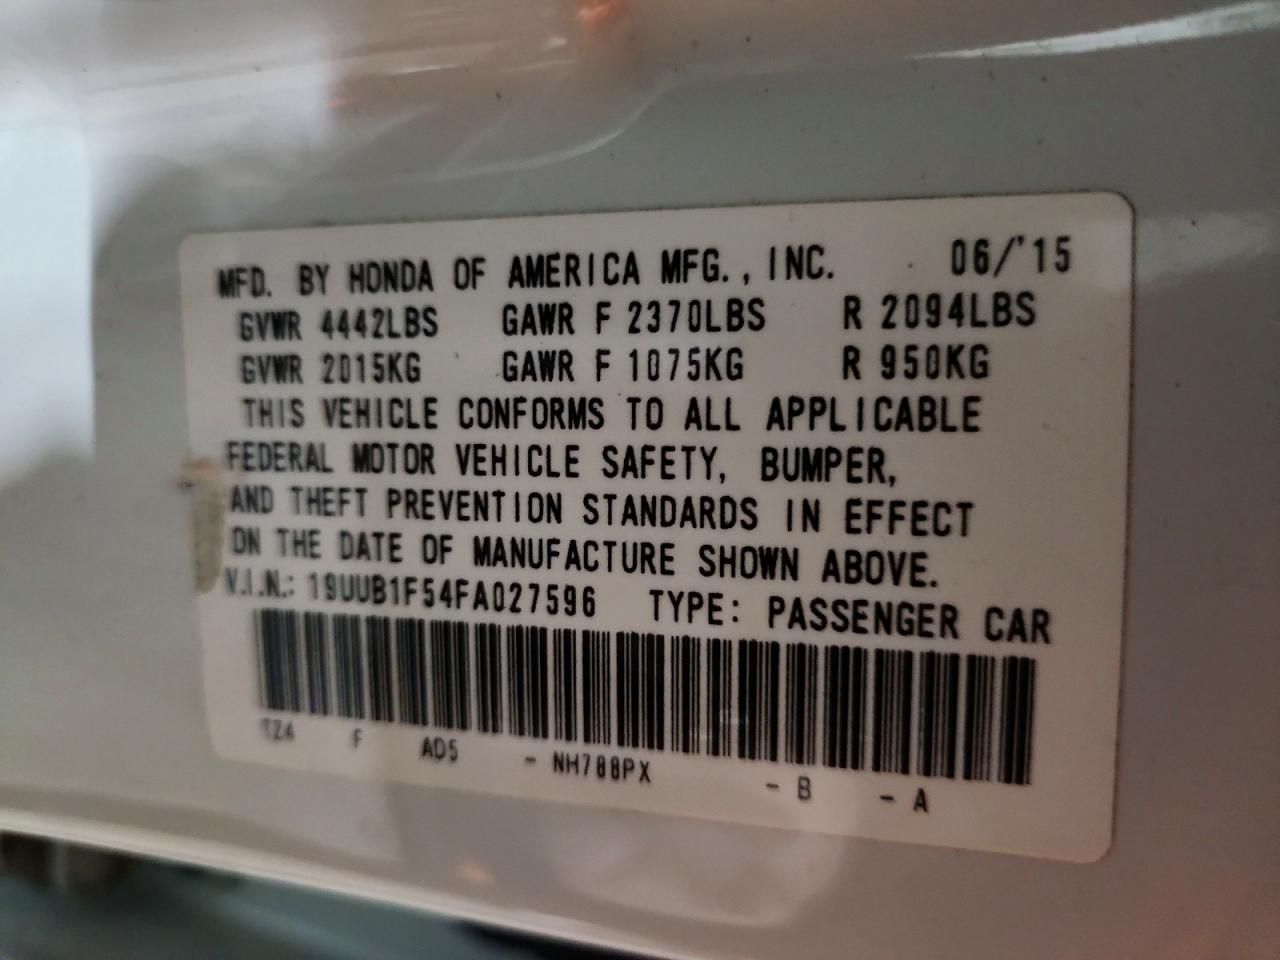 MFD. BY HONDA OF AMERICA MFG., INC. 06/'15
GVWR 4442LBS GAWR F 2370LBS R 2094LBS
GVWR 2015KG GAWR F 1075KG R 950KG
THIS VEHICLE CONFORMS TO ALL APPLICABLE
FEDERAL MOTOR VEHICLE SAFETY, BUMPER,
AND THEFT PREVENTION STANDARDS IN EFFECT
ON THE DATE OF MANUFACTURE SHOWN ABOVE.
V.I.N.: 19UUB1F54FA027596 TYPE: PASSENGER CAR
TZ4 F AD5 - NH788PX - B - A